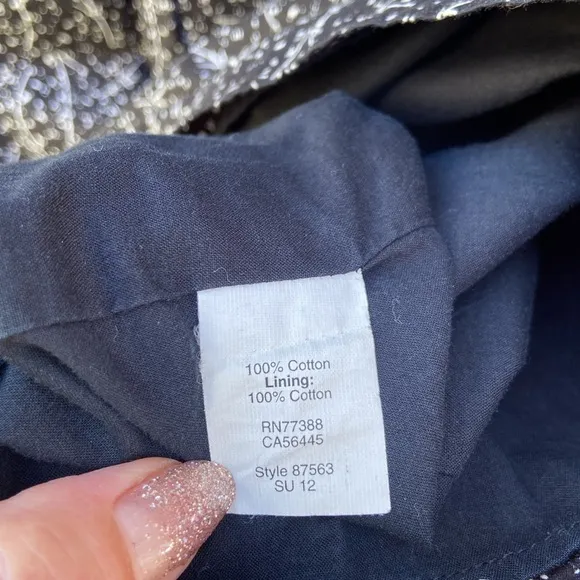 100% Cotton
Lining:
100% Cotton
RN77388
CA56445
Style 87563
SU 12